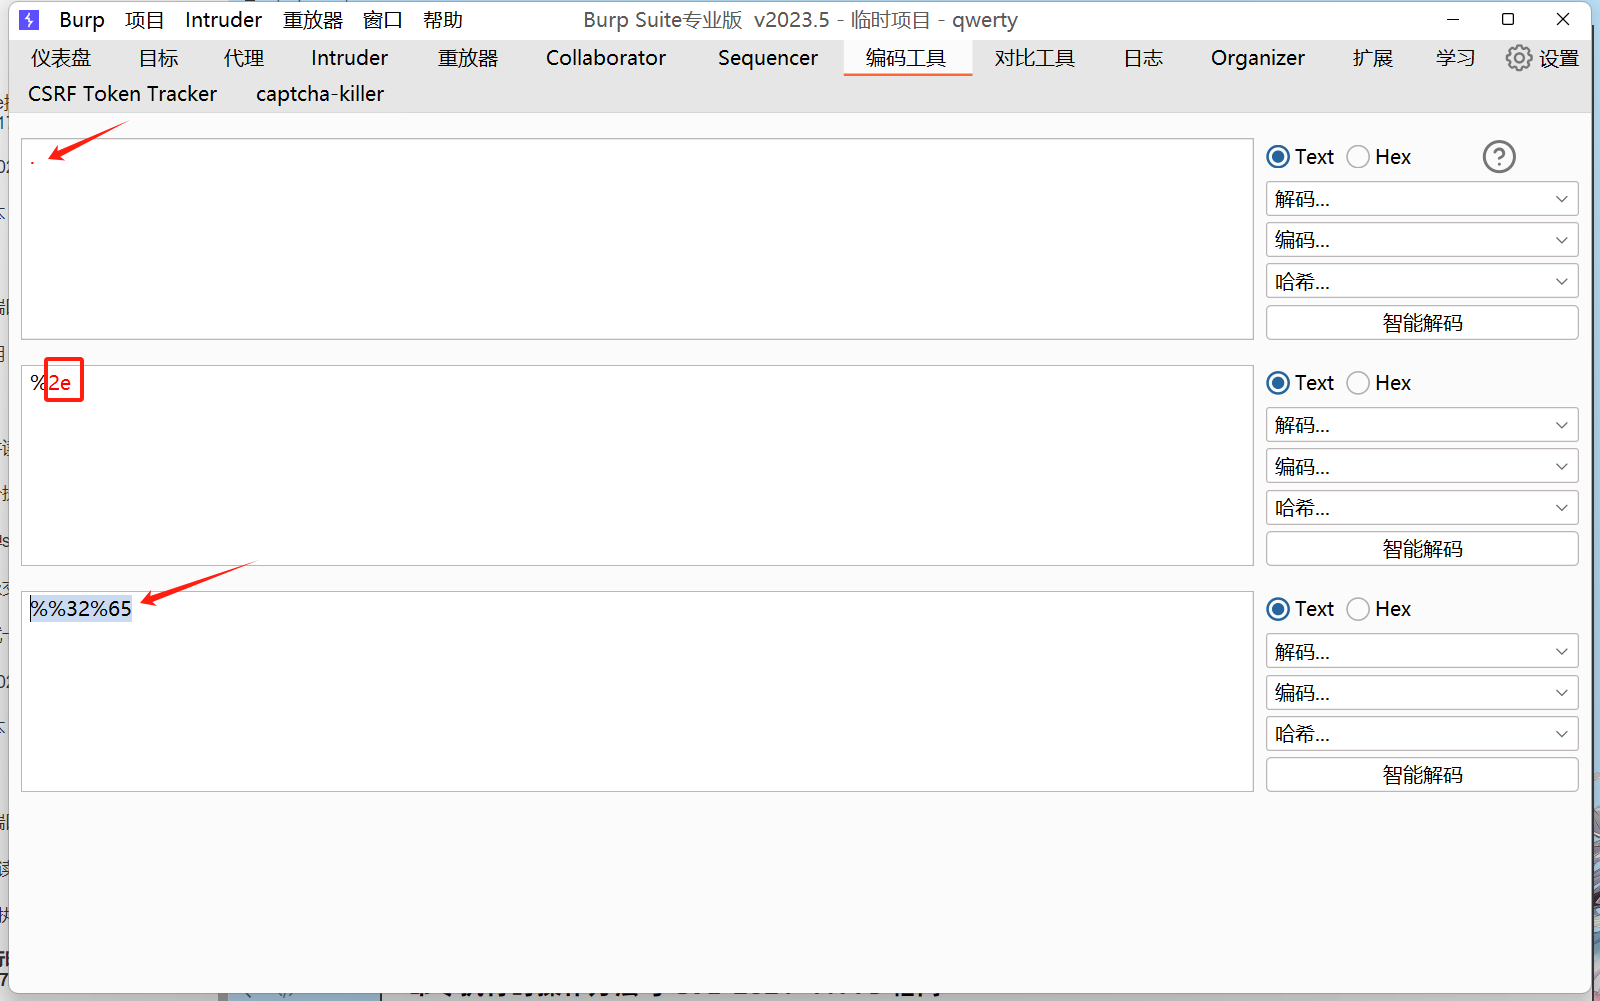 Burp 项目 Intruder 重放器 窗口 帮助 Burp Suite专业版 v2023.5 - 临时项目 - qwerty
仪表盘 目标 代理 Intruder 重放器 Collaborator Sequencer 编码工具 对比工具 日志 Organizer 扩展 学习 设置
CSRF Token Tracker captcha-killer
.
Text Hex ?
解码...
编码...
哈希...
智能解码
%2e
Text Hex
解码...
编码...
哈希...
智能解码
%%32%65
Text Hex
解码...
编码...
哈希...
智能解码